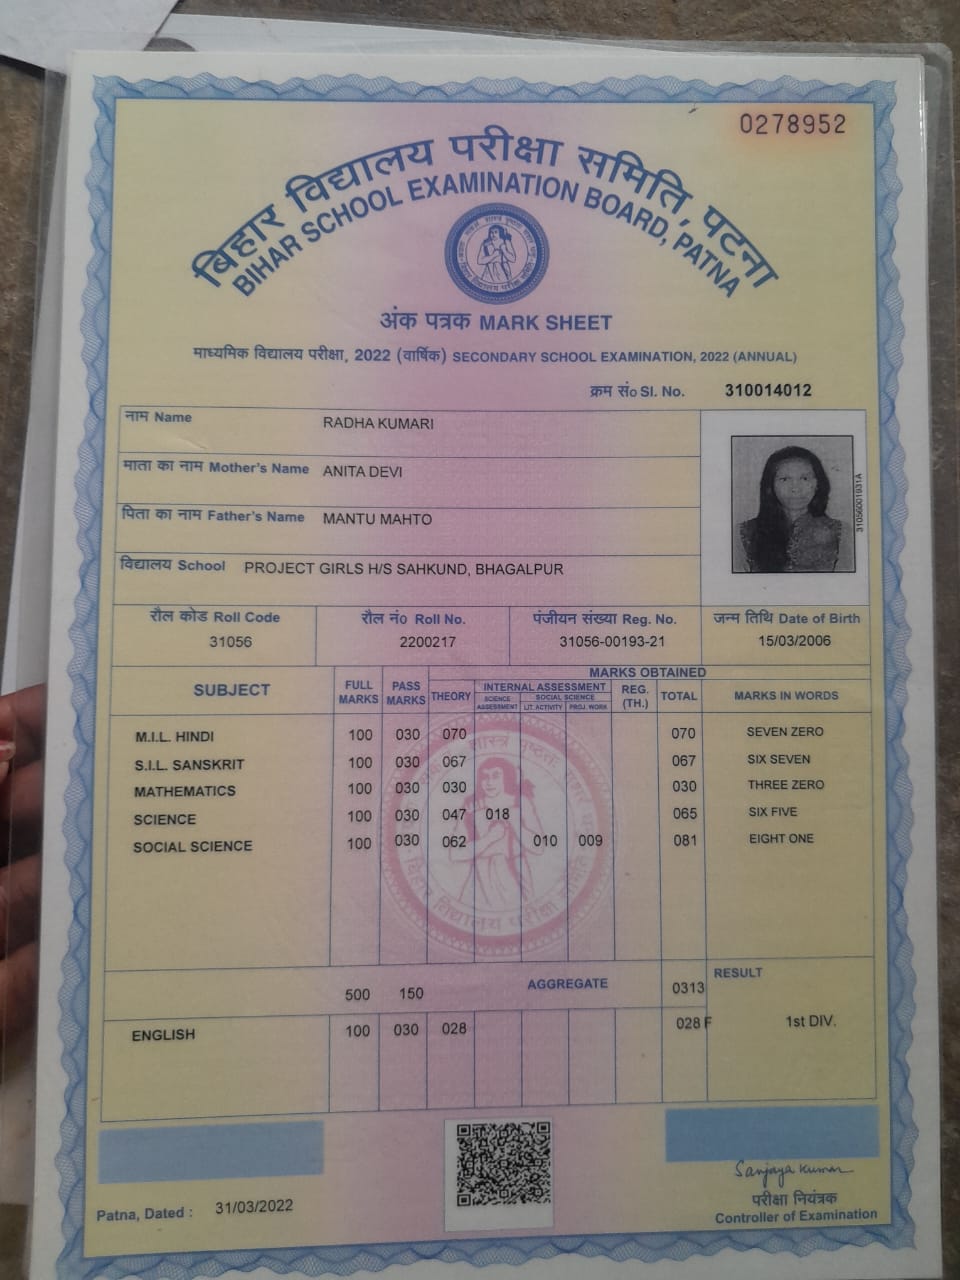 0278952
बिहार विद्यालय परीक्षा समिति, पटना
BIHAR SCHOOL EXAMINATION BOARD, PATNA
अंक पत्रक MARK SHEET
माध्यमिक विद्यालय परीक्षा, 2022 (वार्षिक) SECONDARY SCHOOL EXAMINATION, 2022 (ANNUAL)
क्रम सं० Sl. No. 310014012
नाम Name RADHA KUMARI
माता का नाम Mother's Name ANITA DEVI
पिता का नाम Father's Name MANTU MAHTO
विद्यालय School PROJECT GIRLS H/S SAHKUND, BHAGALPUR
रौल कोड Roll Code रौल नं० Roll No. पंजीयन संख्या Reg. No. जन्म तिथि Date of Birth
31056 2200217 31056-00193-21 15/03/2006
MARKS OBTAINED
SUBJECT FULL MARKS PASS MARKS THEORY INTERNAL ASSESSMENT REG. (TH.) TOTAL MARKS IN WORDS
SCIENCE ASSESSMENT SOCIAL SCIENCE
LIT. ACTIVITY PROJ. WORK
M.I.L. HINDI 100 030 070 070 SEVEN ZERO
S.I.L. SANSKRIT 100 030 067 067 SIX SEVEN
MATHEMATICS 100 030 030 030 THREE ZERO
SCIENCE 100 030 047 018 065 SIX FIVE
SOCIAL SCIENCE 100 030 062 010 009 081 EIGHT ONE
500 150 AGGREGATE 0313 RESULT
ENGLISH 100 030 028 028 F 1st DIV.
Sanjaya Kumar
परीक्षा नियंत्रक
Controller of Examination
Patna, Dated : 31/03/2022